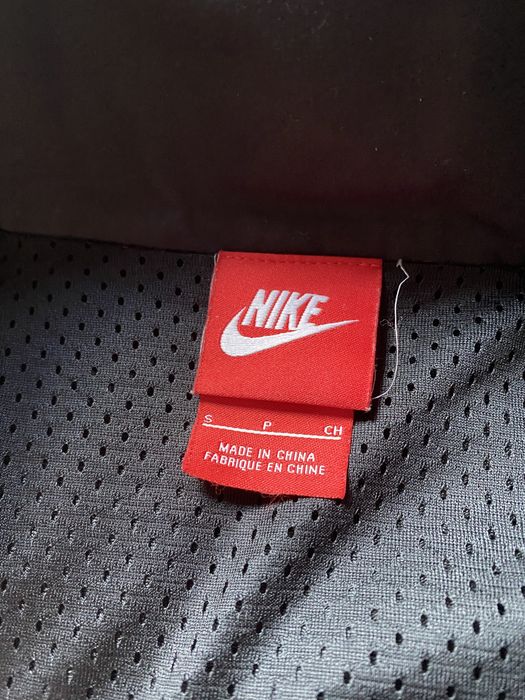 NIKE
S P CH
MADE IN CHINA
FABRIQUE EN CHINE